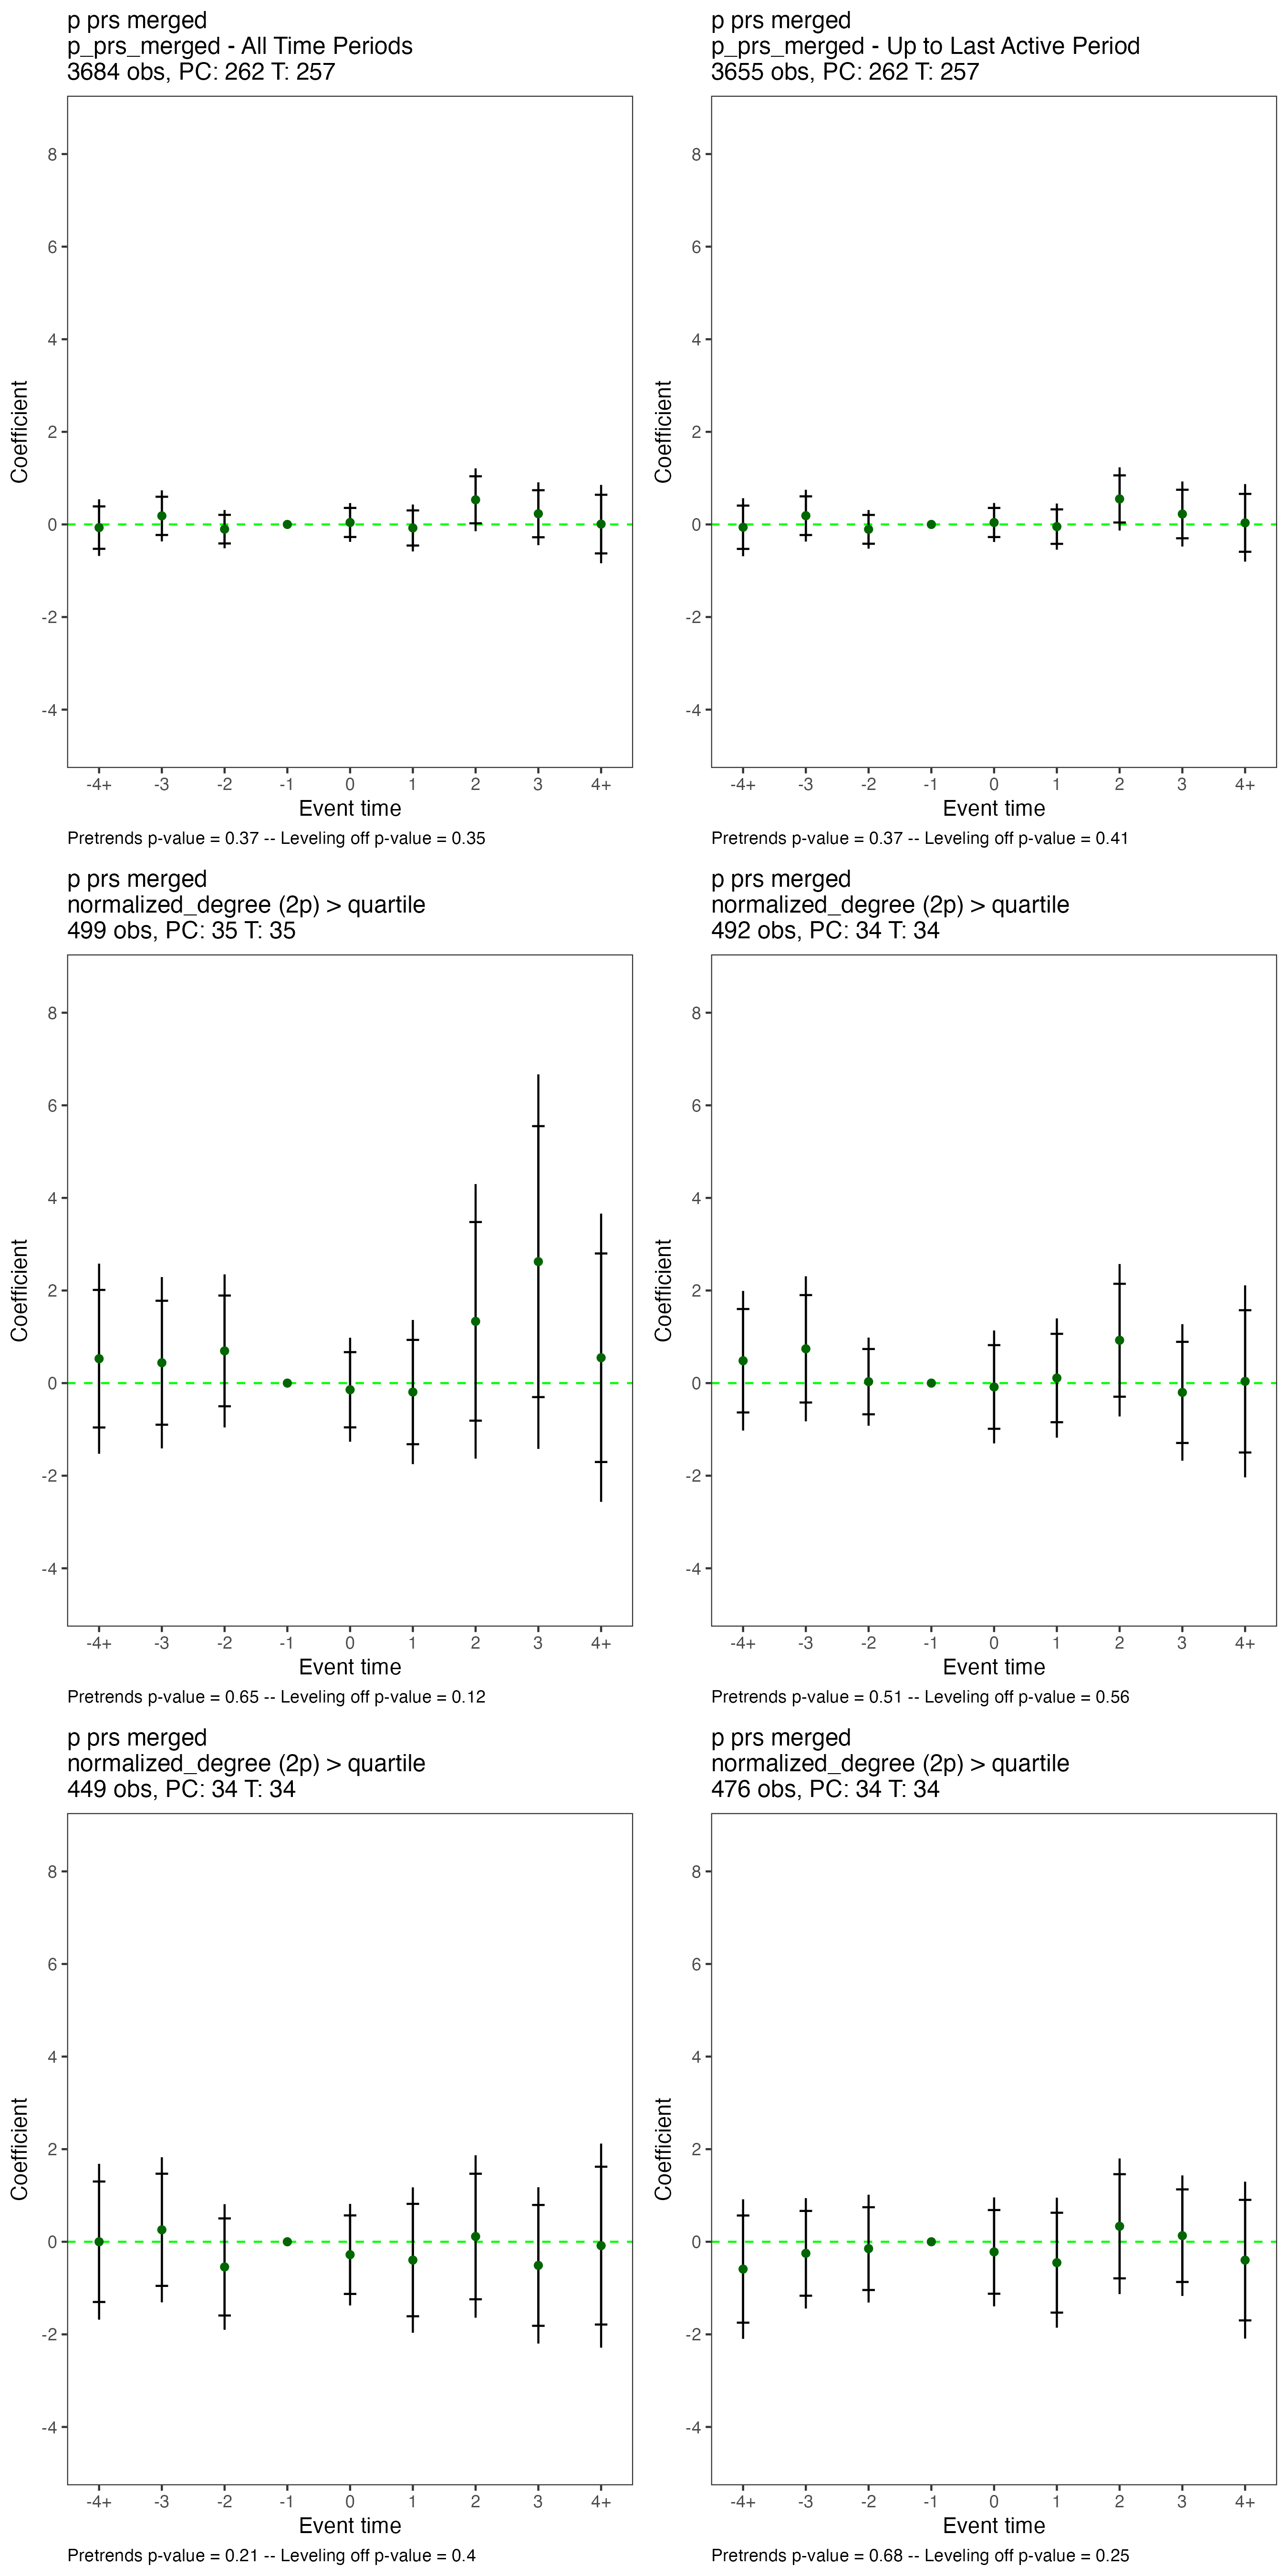 p prs merged
p_prs_merged - All Time Periods
3684 obs, PC: 262 T: 257
8
6
4
2
0
-2
-4
Coefficient
-4+ -3 -2 -1 0 1 2 3 4+
Event time
Pretrends p-value = 0.37 -- Leveling off p-value = 0.35
p prs merged
p_prs_merged - Up to Last Active Period
3655 obs, PC: 262 T: 257
8
6
4
2
0
-2
-4
Coefficient
-4+ -3 -2 -1 0 1 2 3 4+
Event time
Pretrends p-value = 0.37 -- Leveling off p-value = 0.41
p prs merged
normalized_degree (2p) > quartile
499 obs, PC: 35 T: 35
8
6
4
2
0
-2
-4
Coefficient
-4+ -3 -2 -1 0 1 2 3 4+
Event time
Pretrends p-value = 0.65 -- Leveling off p-value = 0.12
p prs merged
normalized_degree (2p) > quartile
492 obs, PC: 34 T: 34
8
6
4
2
0
-2
-4
Coefficient
-4+ -3 -2 -1 0 1 2 3 4+
Event time
Pretrends p-value = 0.51 -- Leveling off p-value = 0.56
p prs merged
normalized_degree (2p) > quartile
449 obs, PC: 34 T: 34
8
6
4
2
0
-2
-4
Coefficient
-4+ -3 -2 -1 0 1 2 3 4+
Event time
Pretrends p-value = 0.21 -- Leveling off p-value = 0.4
p prs merged
normalized_degree (2p) > quartile
476 obs, PC: 34 T: 34
8
6
4
2
0
-2
-4
Coefficient
-4+ -3 -2 -1 0 1 2 3 4+
Event time
Pretrends p-value = 0.68 -- Leveling off p-value = 0.25